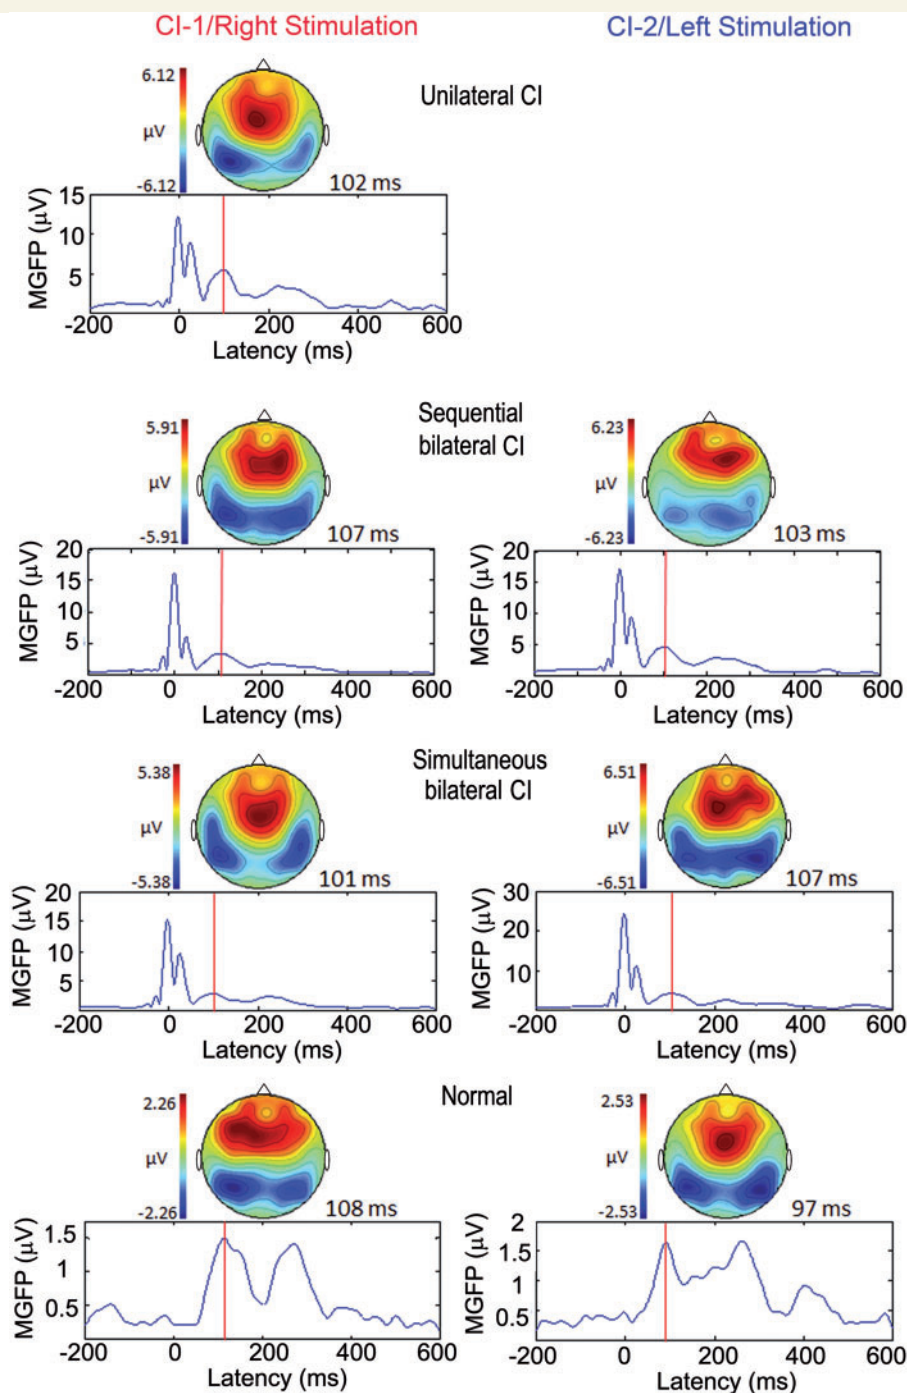 CI-1/Right Stimulation
CI-2/Left Stimulation
Unilateral CI
6.12
μV
-6.12
102 ms
MGFP (μV)
15
10
5
-200 0 200 400 600
Latency (ms)
Sequential
bilateral CI
5.91
μV
-5.91
107 ms
MGFP (μV)
20
15
10
5
-200 0 200 400 600
Latency (ms)
6.23
μV
-6.23
103 ms
MGFP (μV)
20
15
10
5
-200 0 200 400 600
Latency (ms)
Simultaneous
bilateral CI
5.38
μV
-5.38
101 ms
MGFP (μV)
20
15
10
5
-200 0 200 400 600
Latency (ms)
6.51
μV
-6.51
107 ms
MGFP (μV)
30
20
10
-200 0 200 400 600
Latency (ms)
Normal
2.26
μV
-2.26
108 ms
MGFP (μV)
1.5
1
0.5
-200 0 200 400 600
Latency (ms)
2.53
μV
-2.53
97 ms
MGFP (μV)
2
1.5
1
0.5
-200 0 200 400 600
Latency (ms)